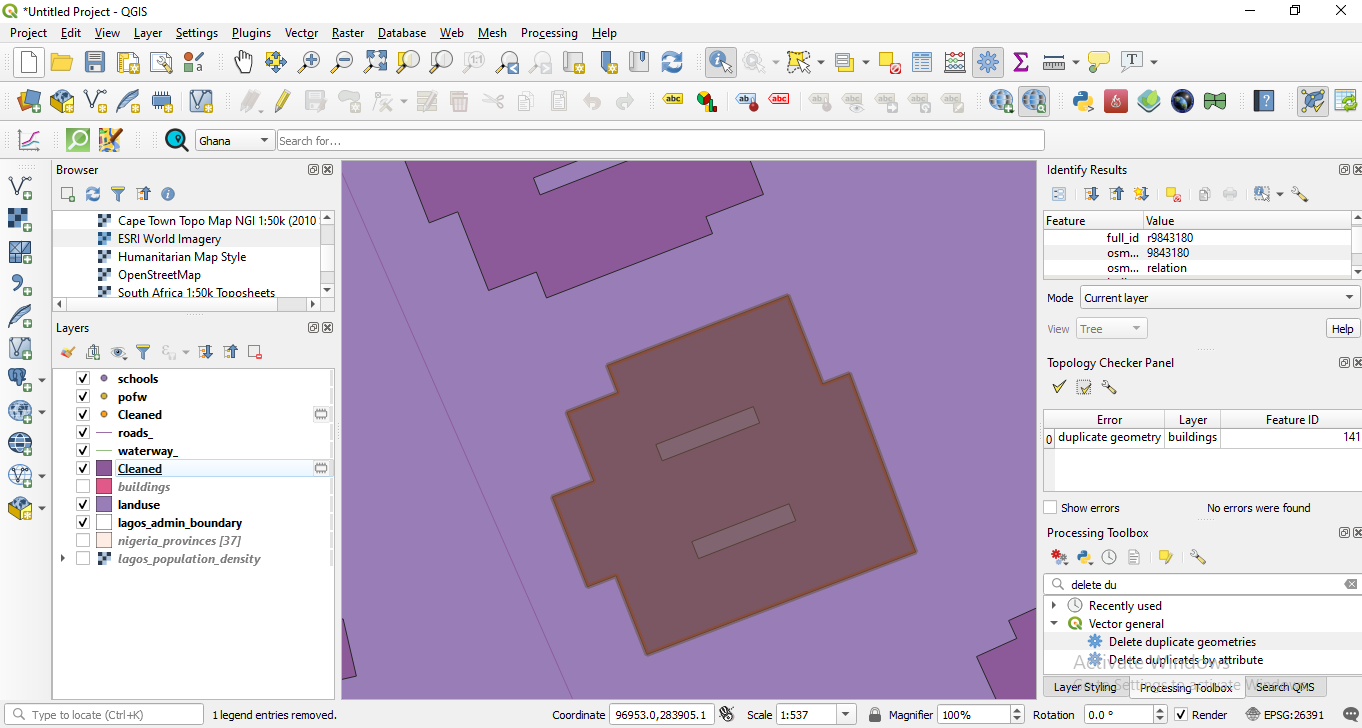 *Untitled Project - QGIS
Project Edit View Layer Settings Plugins Vector Raster Database Web Mesh Processing Help
abc abc ab abc
Ghana Search for...
Browser
Cape Town Topo Map NGI 1:50k (2010
ESRI World Imagery
Humanitarian Map Style
OpenStreetMap
South Africa 1:50k Toposheets
Layers
schools
pofw
Cleaned
roads_
waterway_
Cleaned
buildings
landuse
lagos_admin_boundary
nigeria_provinces [37]
lagos_population_density
Identify Results
Feature Value
full_id r9843180
osm... 9843180
osm... relation
Mode Current layer
View Tree Help
Topology Checker Panel
Error Layer Feature ID
0 duplicate geometry buildings 141
Show errors No errors were found
Processing Toolbox
delete du
Recently used
Vector general
Delete duplicate geometries
Delete duplicates by attribute
Activate Windows
Go to Settings to activate Windows.
Layer Styling Processing Toolbox Search QMS
Type to locate (Ctrl+K) 1 legend entries removed. Coordinate 96953.0,283905.1 Scale 1:537 Magnifier 100% Rotation 0.0 ° Render EPSG:26391